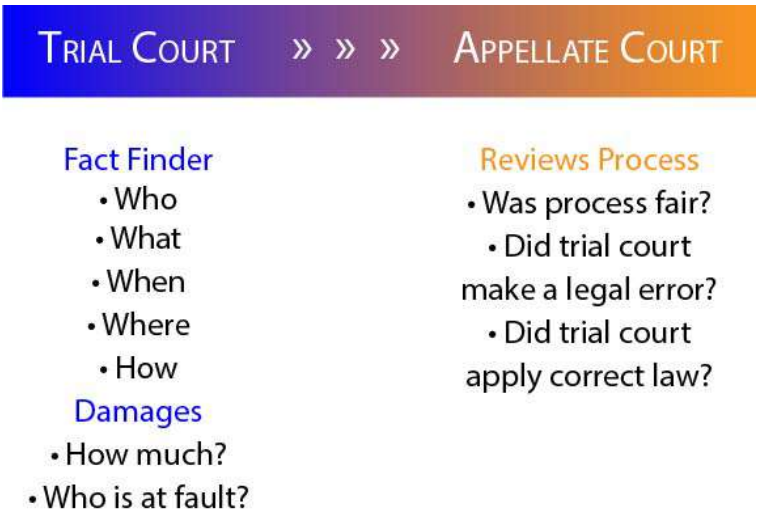 TRIAL COURT » » » APPELLATE COURT
Fact Finder
• Who
• What
• When
• Where
• How
Damages
• How much?
• Who is at fault?
Reviews Process
• Was process fair?
• Did trial court
make a legal error?
• Did trial court
apply correct law?